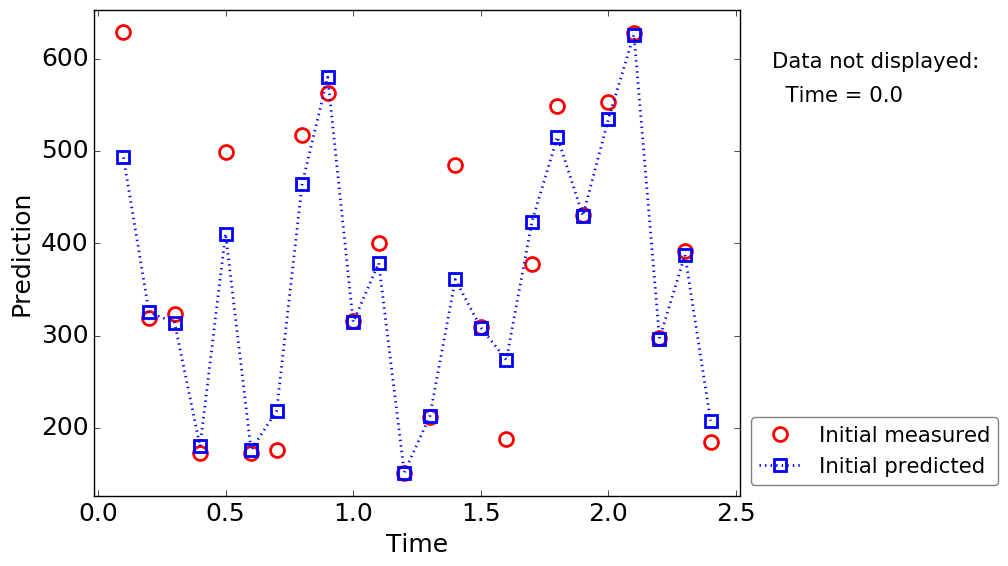 Data not displayed:
Time = 0.0
600
500
400
300
200
Prediction
0.0 0.5 1.0 1.5 2.0 2.5
Time
Initial measured
Initial predicted